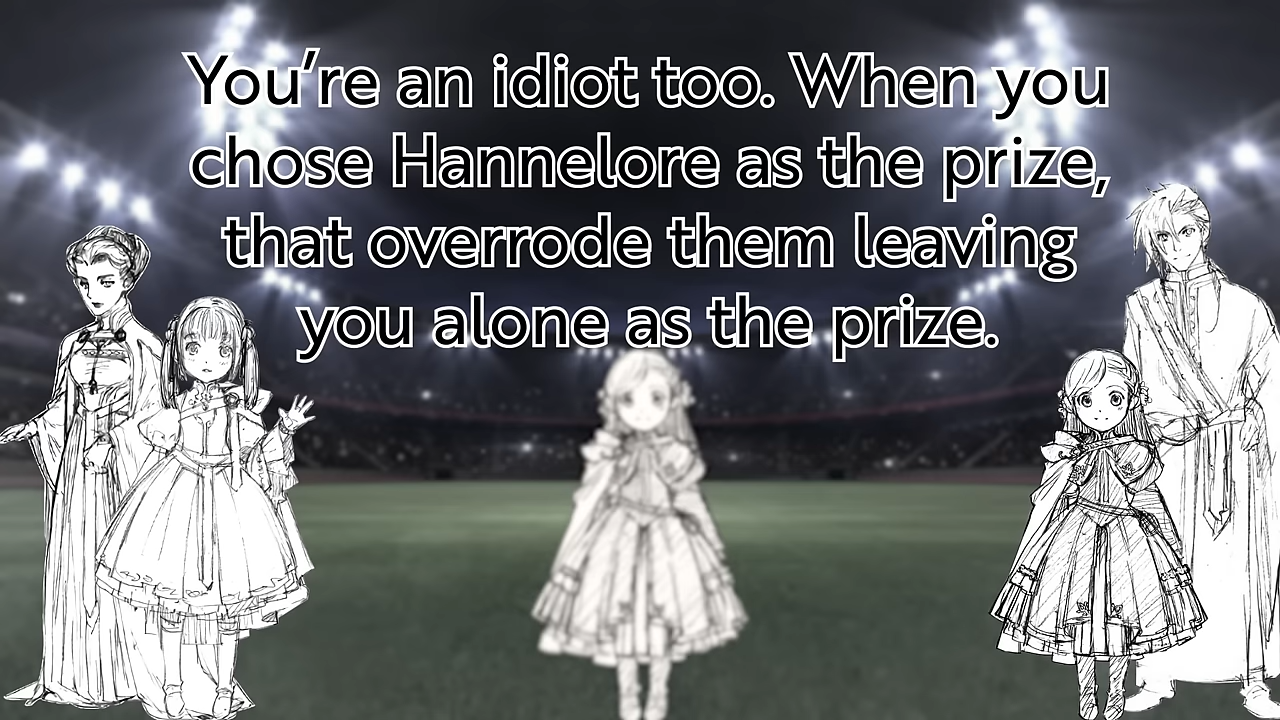 You're an idiot too. When you
chose Hannelore as the prize,
that overrode them leaving
you alone as the prize.